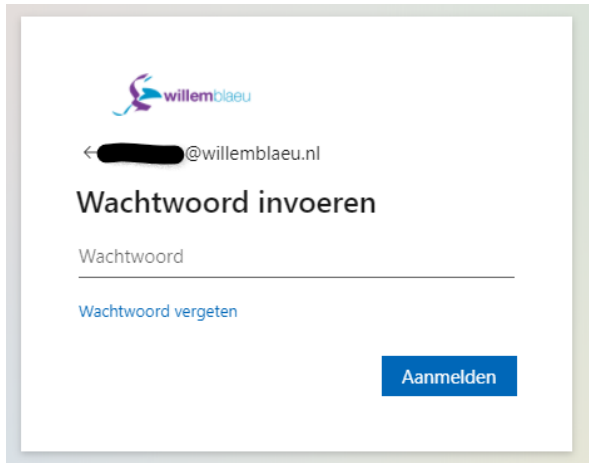 willemblaeu
@willemblaeu.nl
Wachtwoord invoeren
Wachtwoord
Wachtwoord vergeten
Aanmelden